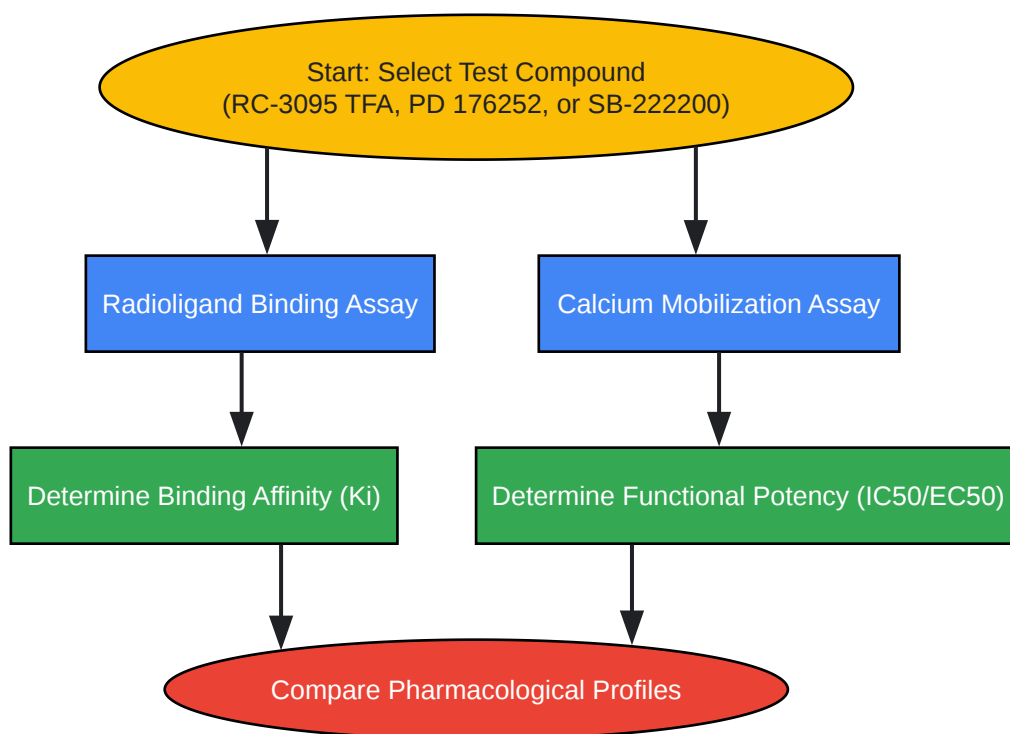 Start: Select Test Compound
(RC-3095 TFA, PD 176252, or SB-222200)
Radioligand Binding Assay
Calcium Mobilization Assay
Determine Binding Affinity (Ki)
Determine Functional Potency (IC50/EC50)
Compare Pharmacological Profiles